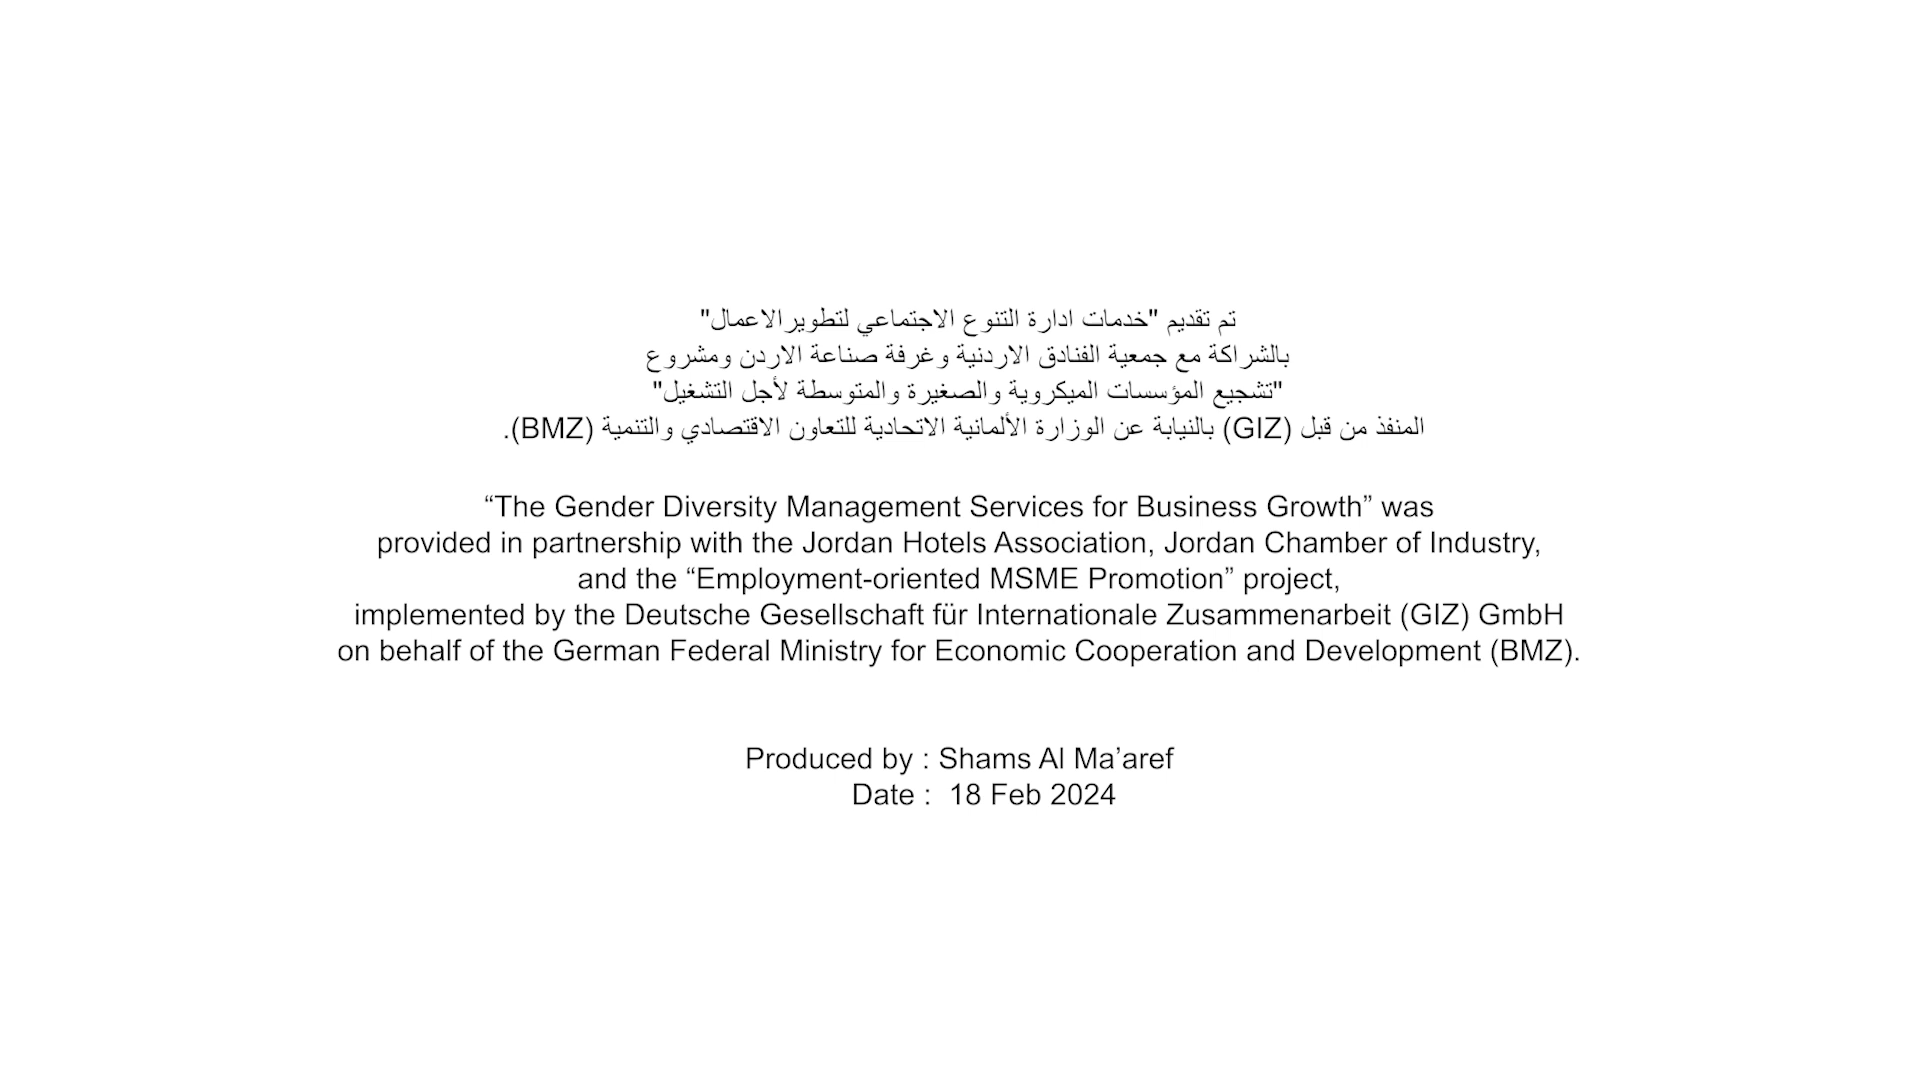 تم تقديم "خدمات ادارة التنوع الاجتماعي لتطويرالاعمال"
بالشراكة مع جمعية الفنادق الاردنية وغرفة صناعة الاردن ومشروع
"تشجيع المؤسسات الميكروية والصغيرة والمتوسطة لأجل التشغيل"
المنفذ من قبل (GIZ) بالنيابة عن الوزارة الألمانية الاتحادية للتعاون الاقتصادي والتنمية (BMZ).
“The Gender Diversity Management Services for Business Growth” was
provided in partnership with the Jordan Hotels Association, Jordan Chamber of Industry,
and the “Employment-oriented MSME Promotion” project,
implemented by the Deutsche Gesellschaft für Internationale Zusammenarbeit (GIZ) GmbH
on behalf of the German Federal Ministry for Economic Cooperation and Development (BMZ).
Produced by : Shams Al Ma’aref
Date :  18 Feb 2024